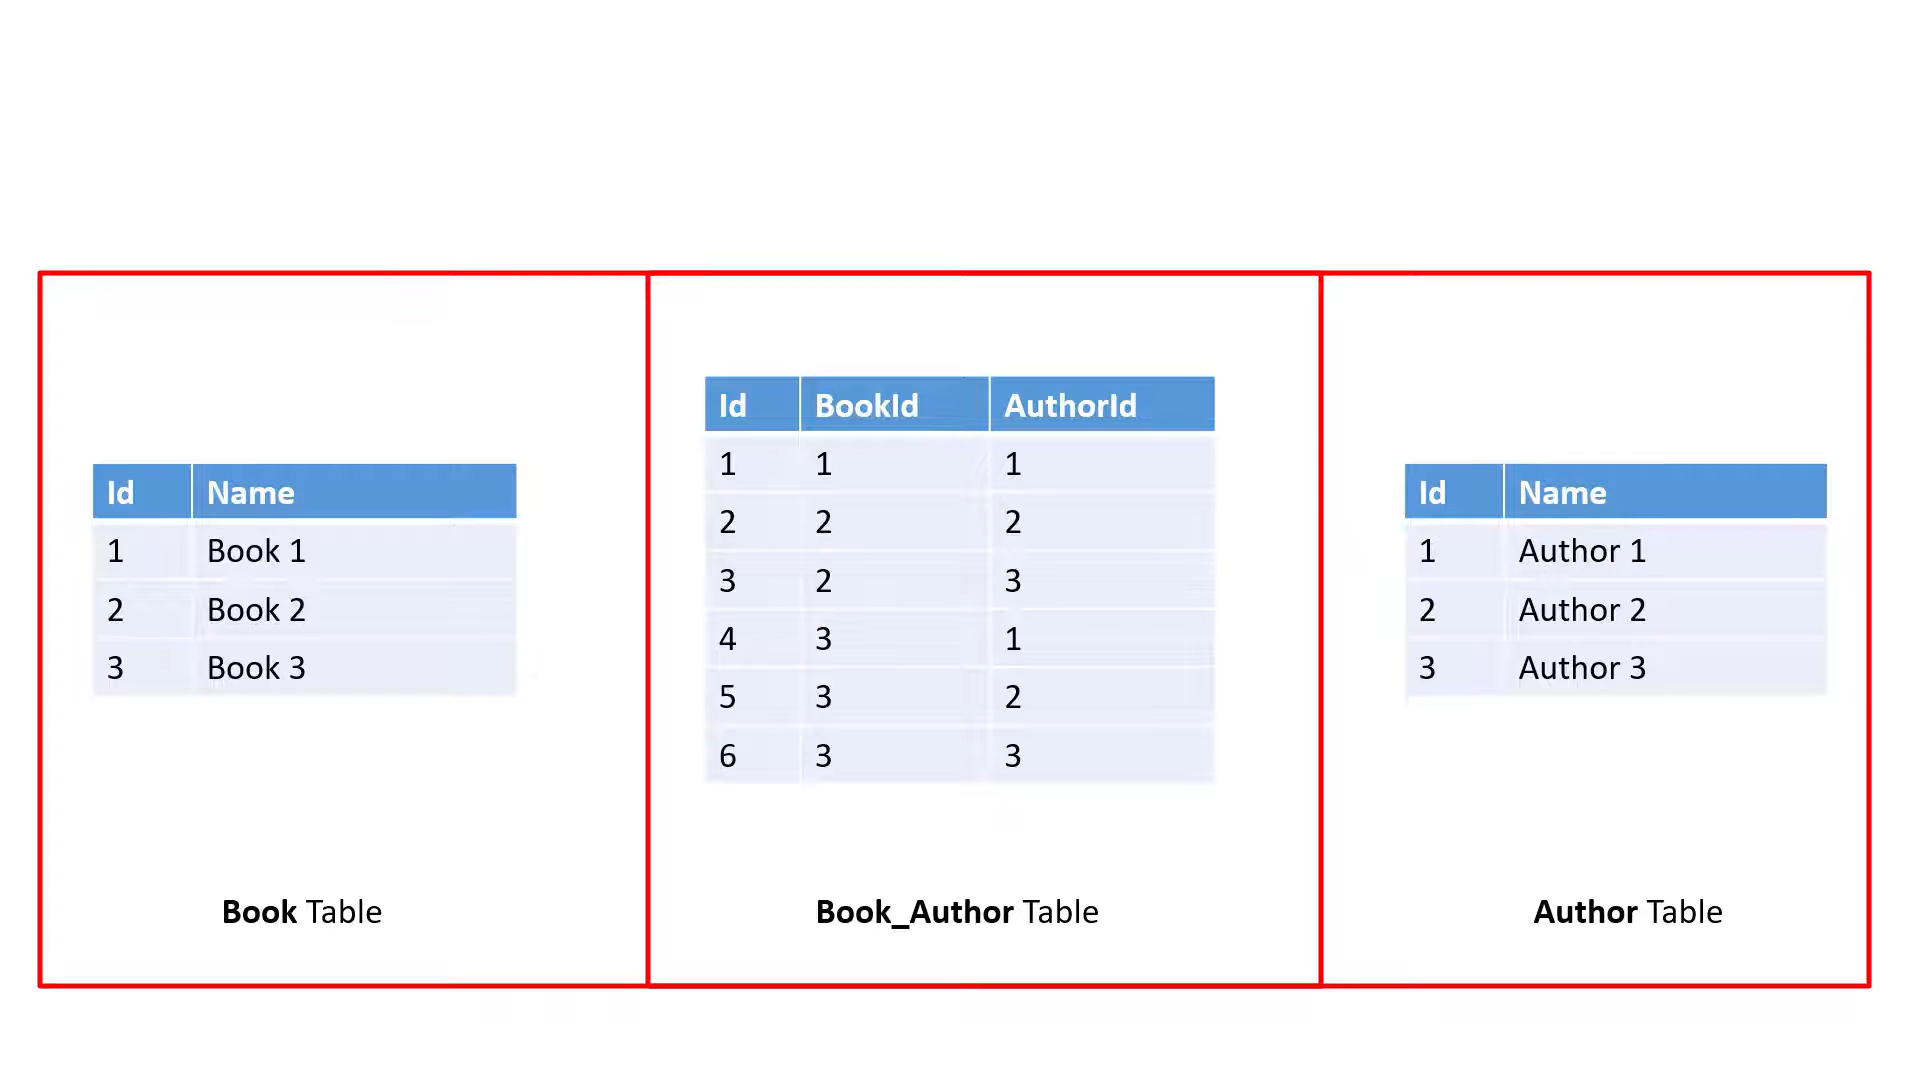 Id Name
1 Book 1
2 Book 2
3 Book 3
Book Table
Id BookId AuthorId
1 1 1
2 2 2
3 2 3
4 3 1
5 3 2
6 3 3
Book_Author Table
Id Name
1 Author 1
2 Author 2
3 Author 3
Author Table